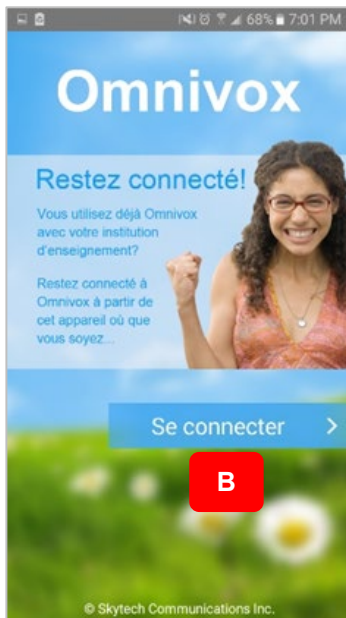 68% 7:01 PM
Omnivox
Restez connecté!
Vous utilisez déjà Omnivox
avec votre institution
d'enseignement?
Restez connecté à
Omnivox à partir de
cet appareil où que
vous soyez...
Se connecter
B
© Skytech Communications Inc.